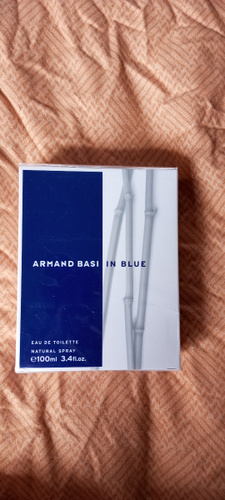 ARMAND BASI IN BLUE
EAU DE TOILETTE
NATURAL SPRAY
℮100ml 3.4fl.oz.